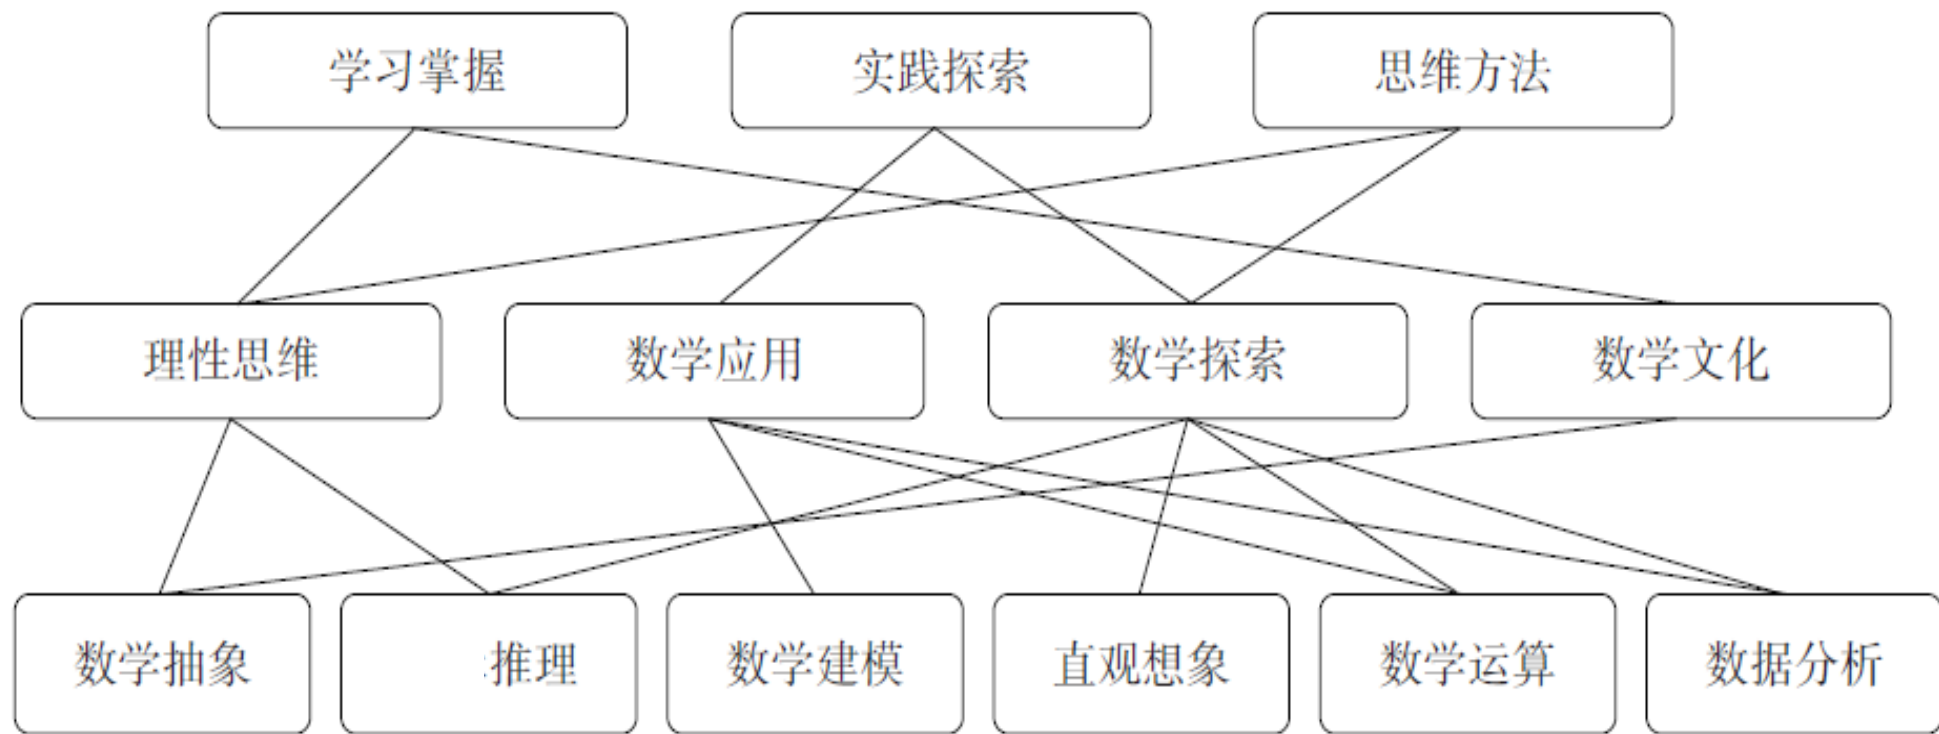 学习掌握
实践探索
思维方法
理性思维
数学应用
数学探索
数学文化
数学抽象
推理
数学建模
直观想象
数学运算
数据分析